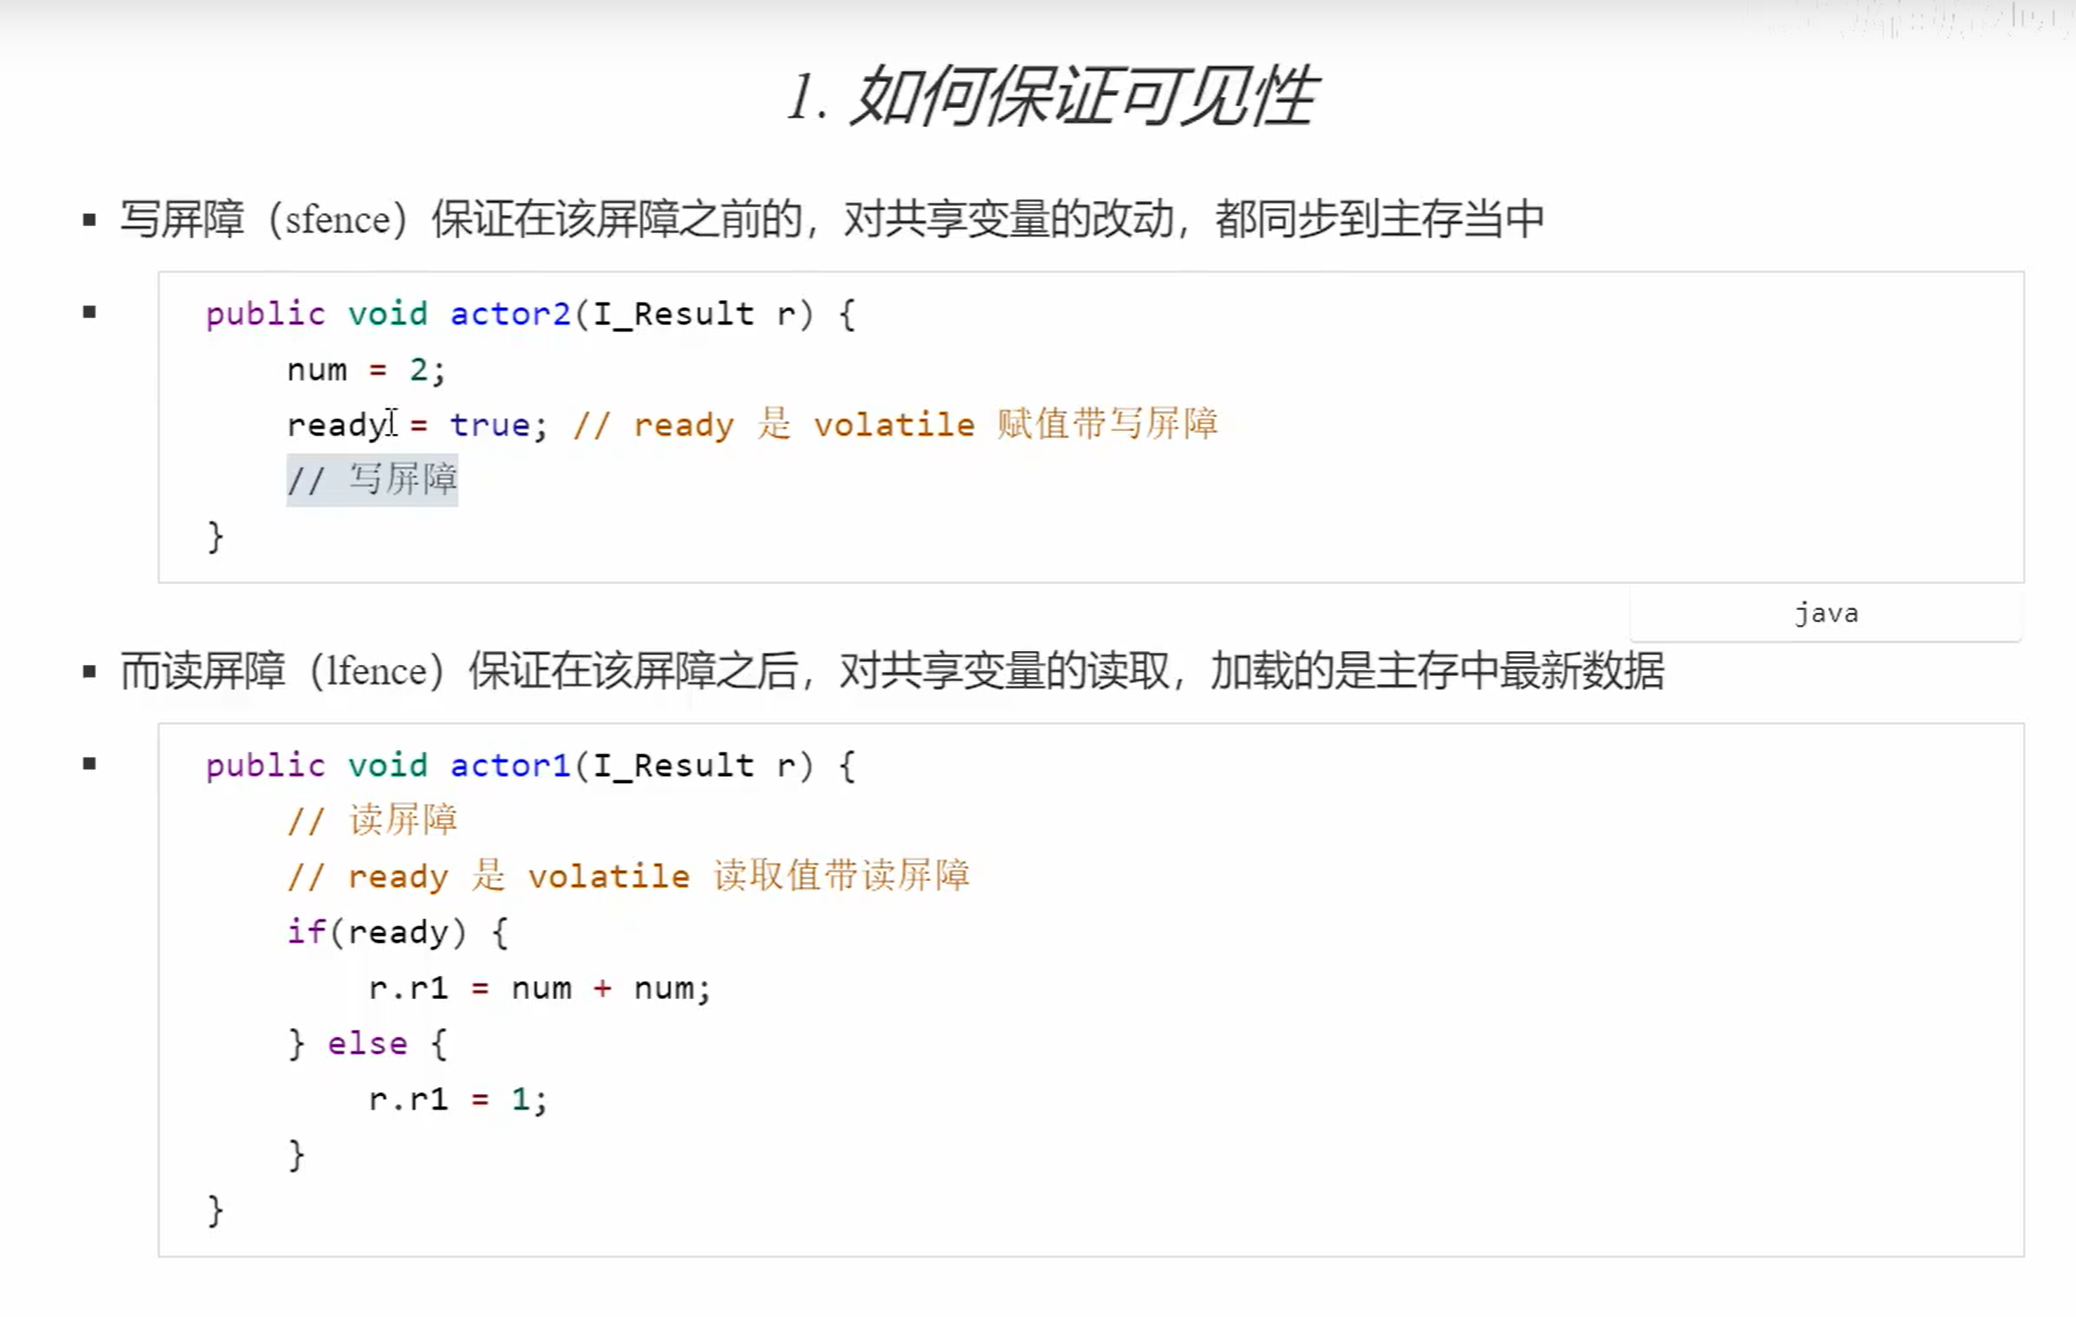 1. 如何保证可见性
写屏障（sfence）保证在该屏障之前的，对共享变量的改动，都同步到主存当中
public void actor2(I_Result r) {
num = 2;
ready = true; // ready 是 volatile 赋值带写屏障
// 写屏障
}
java
而读屏障（lfence）保证在该屏障之后，对共享变量的读取，加载的是主存中最新数据
public void actor1(I_Result r) {
// 读屏障
// ready 是 volatile 读取值带读屏障
if(ready) {
r.r1 = num + num;
} else {
r.r1 = 1;
}
}